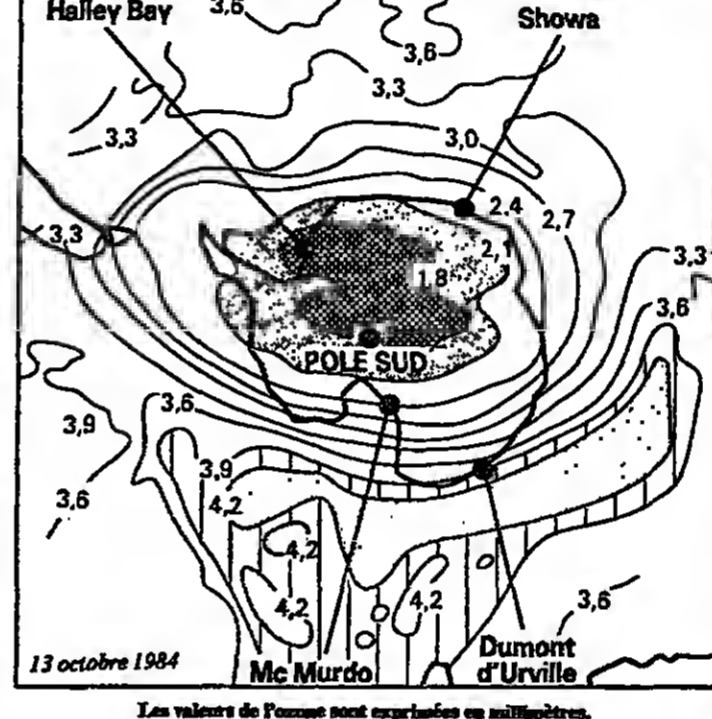 Halley Bay
3,6
Showa
3,6
3,3
3,3
3,0
2.4
2,7
3,3
2,1
3,3
1.8
3,6
POLE SUD
3,6
3,9
3,9
3,6
4,2
4,2
4,2
4,2
3,6
13 octobre 1984
Mc Murdo
Dumont
d'Urville
Les valeurs de l'ozone sont exprimées en millimètres.